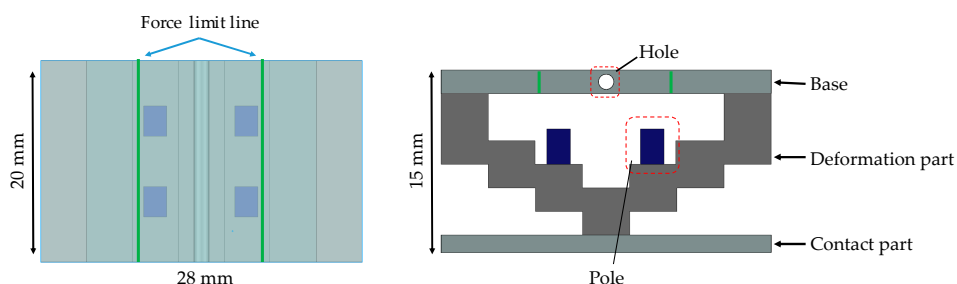 Force limit line
20 mm
28 mm
Hole
Base
15 mm
Deformation part
Contact part
Pole